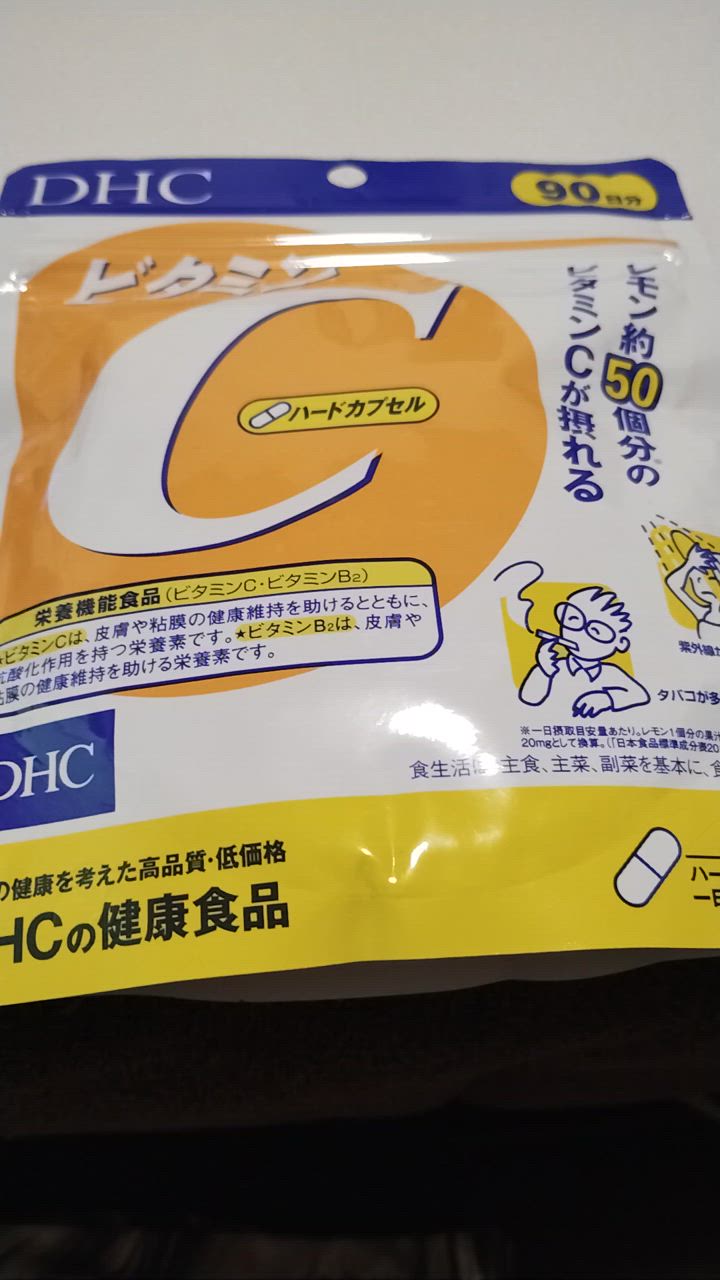 DHC
90日分
ビタミン
C
ハードカプセル
レモン約50個分の
ビタミンCが摂れる
栄養機能食品(ビタミンC・ビタミンB2)
★ビタミンCは、皮膚や粘膜の健康維持を助けるとともに、
抗酸化作用を持つ栄養素です。★ビタミンB2は、皮膚や
粘膜の健康維持を助ける栄養素です。
紫外線が
タバコが多
※一日摂取目安量あたり。レモン1個分の果汁
20mgとして換算。(「日本食品標準成分表20
食生活は、主食、主菜、副菜を基本に、食
DHC
の健康を考えた高品質・低価格
HCの健康食品
ハー
一日